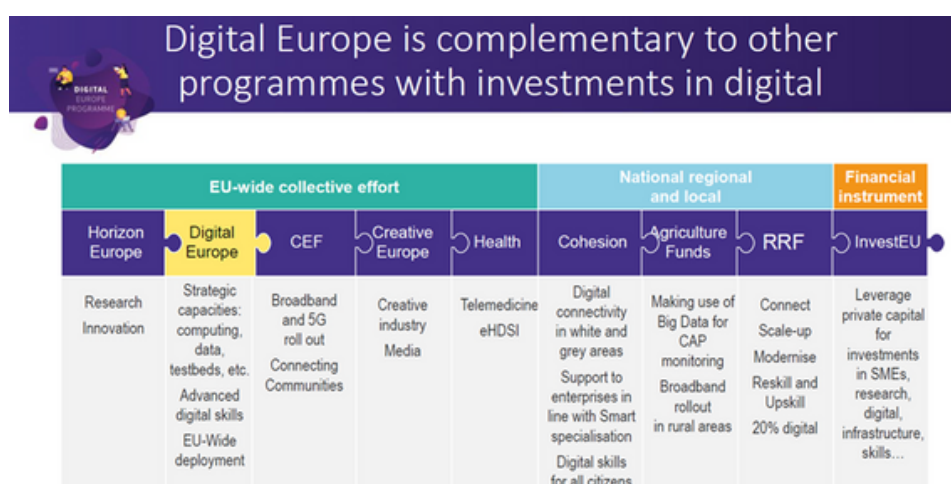 Digital Europe is complementary to other
programmes with investments in digital
DIGITAL
EUROPE
PROGRAMME
EU-wide collective effort
National regional
and local
Financial
instrument
Horizon
Europe
Digital
Europe
CEF
Creative
Europe
Health
Cohesion
Agriculture
Funds
RRF
InvestEU
Research
Innovation
Strategic
capacities:
computing,
data,
testbeds, etc.
Advanced
digital skills
EU-Wide
deployment
Broadband
and 5G
roll out
Connecting
Communities
Creative
industry
Media
Telemedicine
eHDSI
Digital
connectivity
in white and
grey areas
Support to
enterprises in
line with Smart
specialisation
Digital skills
for all citizens
Making use of
Big Data for
CAP
monitoring
Broadband
rollout
in rural areas
Connect
Scale-up
Modernise
Reskill and
Upskill
20% digital
Leverage
private capital
for
investments
in SMEs,
research,
digital,
infrastructure,
skills…